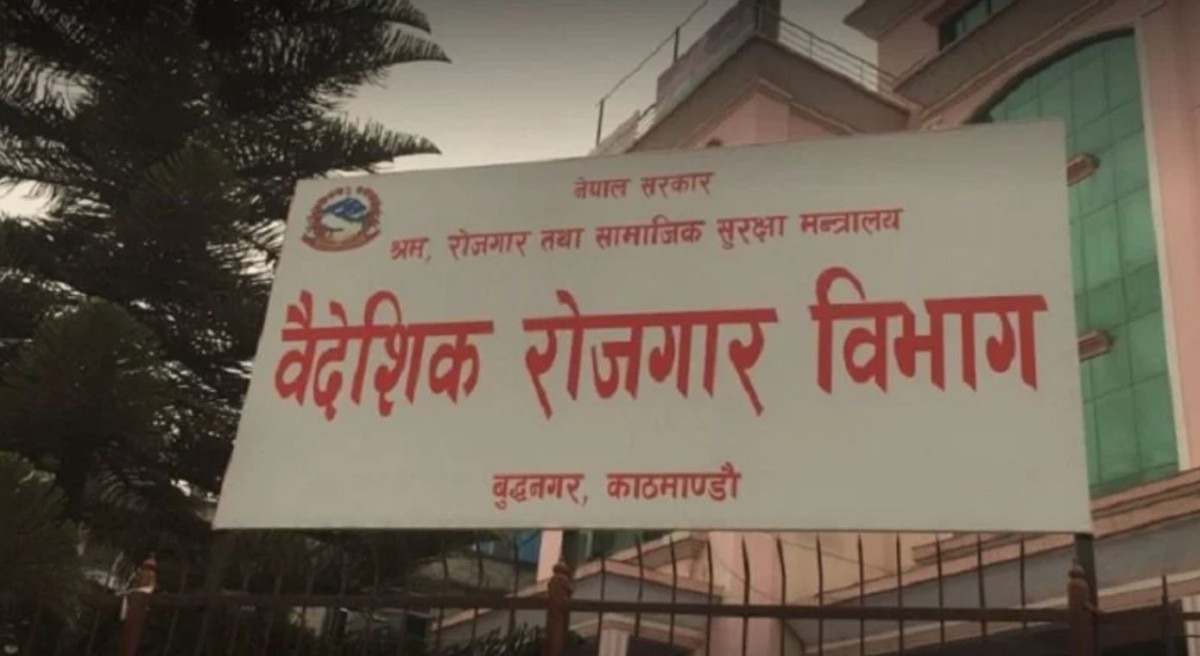 नेपाल सरकार
श्रम, रोजगार तथा सामाजिक सुरक्षा मन्त्रालय
वैदेशिक रोजगार विभाग
बुद्धनगर, काठमाण्डौ